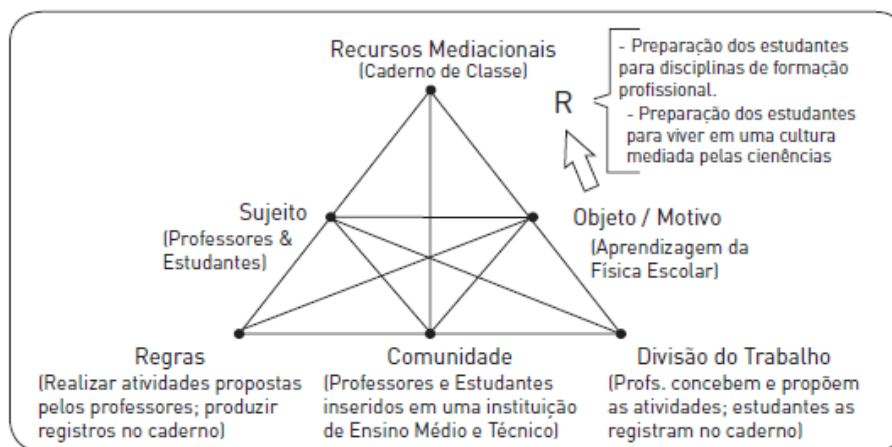 Recursos Mediacionais
(Caderno de Classe)
R
- Preparação dos estudantes
para disciplinas de formação
profissional.
- Preparação dos estudantes
para viver em uma cultura
mediada pelas cienências
Sujeito
(Professores &
Estudantes)
Objeto / Motivo
(Aprendizagem da
Física Escolar)
Regras
(Realizar atividades propostas
pelos professores; produzir
registros no caderno)
Comunidade
(Professores e Estudantes
inseridos em uma instituição
de Ensino Médio e Técnico)
Divisão do Trabalho
(Profs. concebem e propõem
as atividades; estudantes as
registram no caderno)